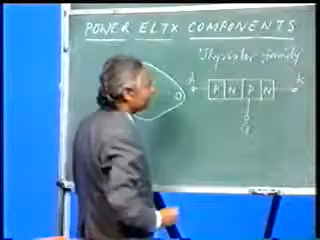 POWER ELTX COMPONENTS
Thyristor family
A K
P N P N
G